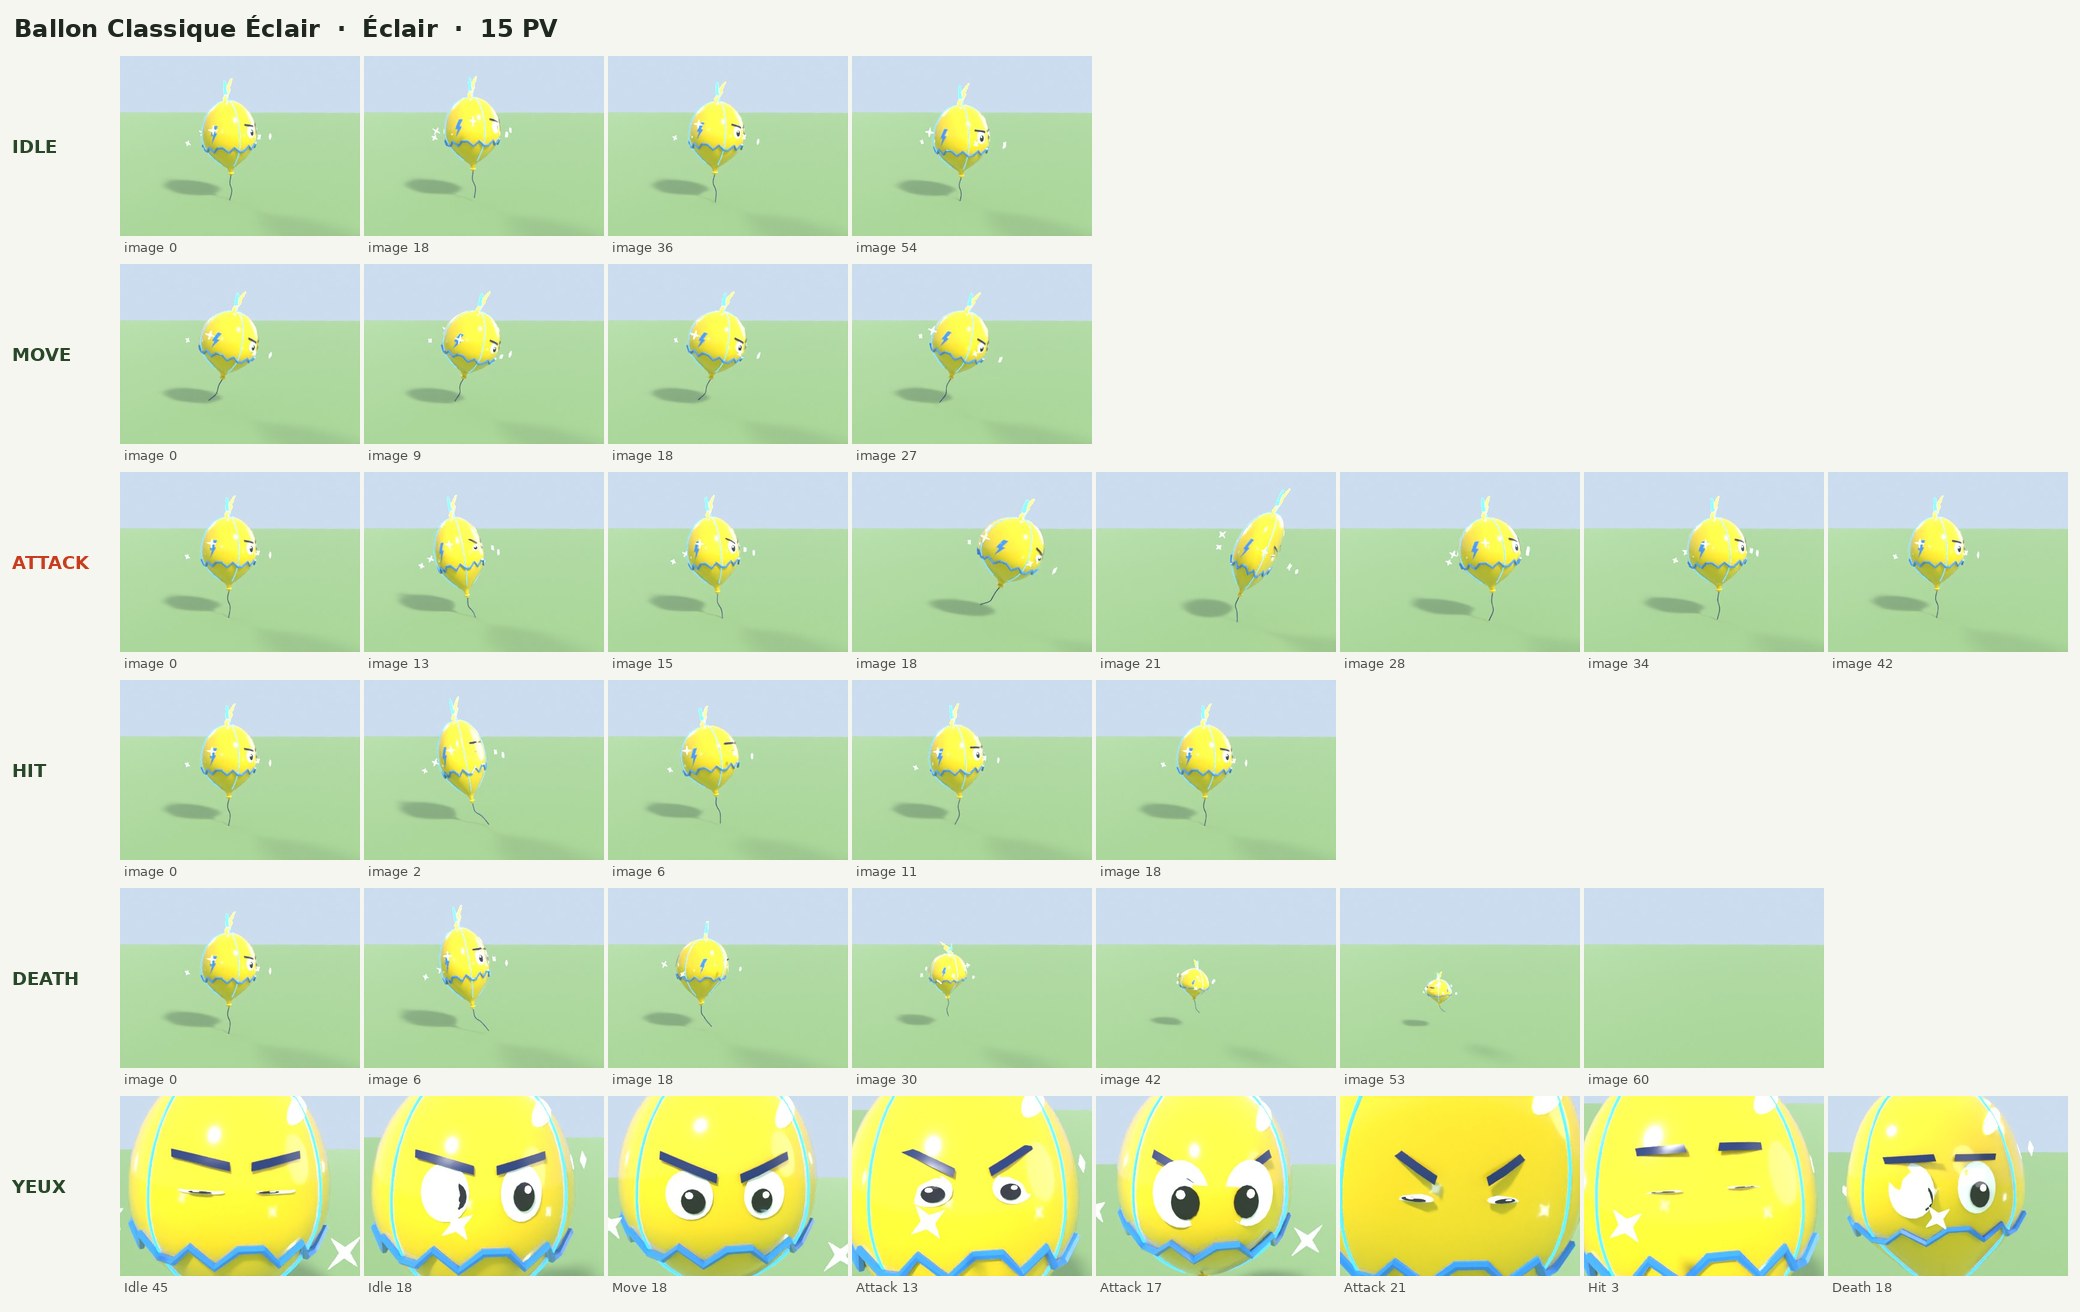 Ballon Classique Éclair · Éclair · 15 PV
IDLE
image 0 image 18 image 36 image 54
MOVE
image 0 image 9 image 18 image 27
ATTACK
image 0 image 13 image 15 image 18 image 21 image 28 image 34 image 42
HIT
image 0 image 2 image 6 image 11 image 18
DEATH
image 0 image 6 image 18 image 30 image 42 image 53 image 60
YEUX
Idle 45 Idle 18 Move 18 Attack 13 Attack 17 Attack 21 Hit 3 Death 18